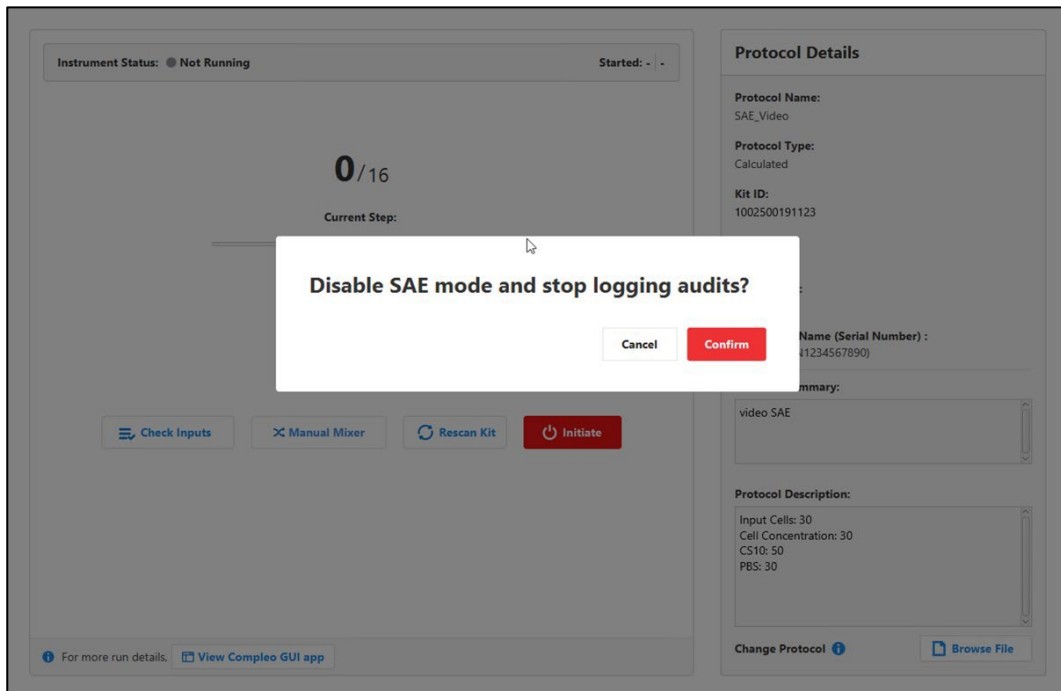 Instrument Status: Not Running
Started: - | -
0/16
Current Step:
Disable SAE mode and stop logging audits?
Cancel
Confirm
Check Inputs
Manual Mixer
Rescan Kit
Initiate
For more run details, View Compleo GUI app
Protocol Details
Protocol Name:
SAE_Video
Protocol Type:
Calculated
Kit ID:
1002500191123
:
Name (Serial Number) :
1234567890)
mmary:
video SAE
Protocol Description:
Input Cells: 30
Cell Concentration: 30
CS10: 50
PBS: 30
Change Protocol
Browse File